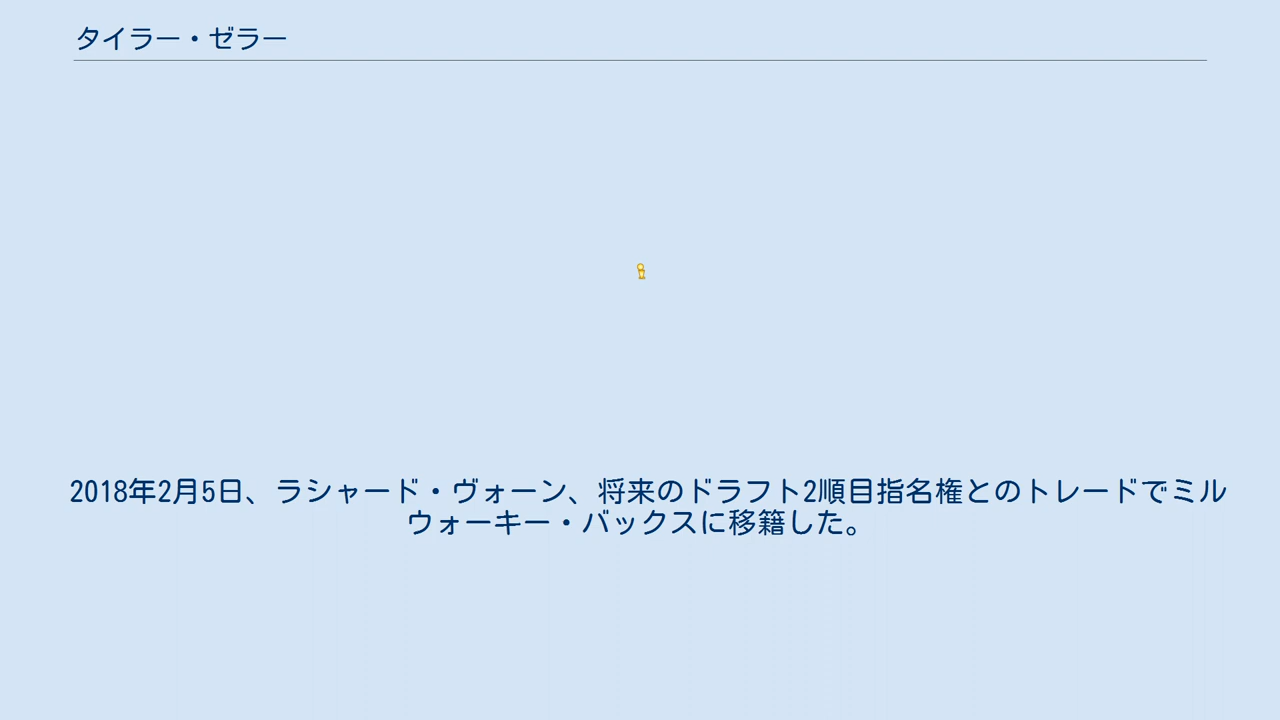 タイラー・ゼラー
2018年2月5日、ラシャード・ヴォーン、将来のドラフト2順目指名権とのトレードでミル
ウォーキー・バックスに移籍した。